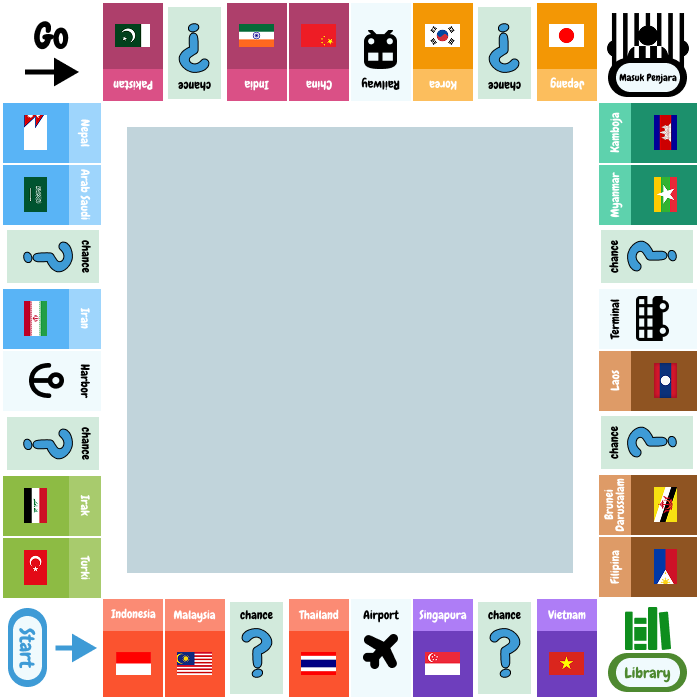 Go
Pakistan
chance
India
China
Railway
Korea
chance
Jepang
Masuk Penjara
Nepal
Arab Saudi
chance
Iran
Harbor
chance
Irak
Turki
Kamboja
Myanmar
chance
Terminal
Laos
chance
Brunei
Darussalam
Filipina
Start
Indonesia
Malaysia
chance
Thailand
Airport
Singapura
chance
Vietnam
Library